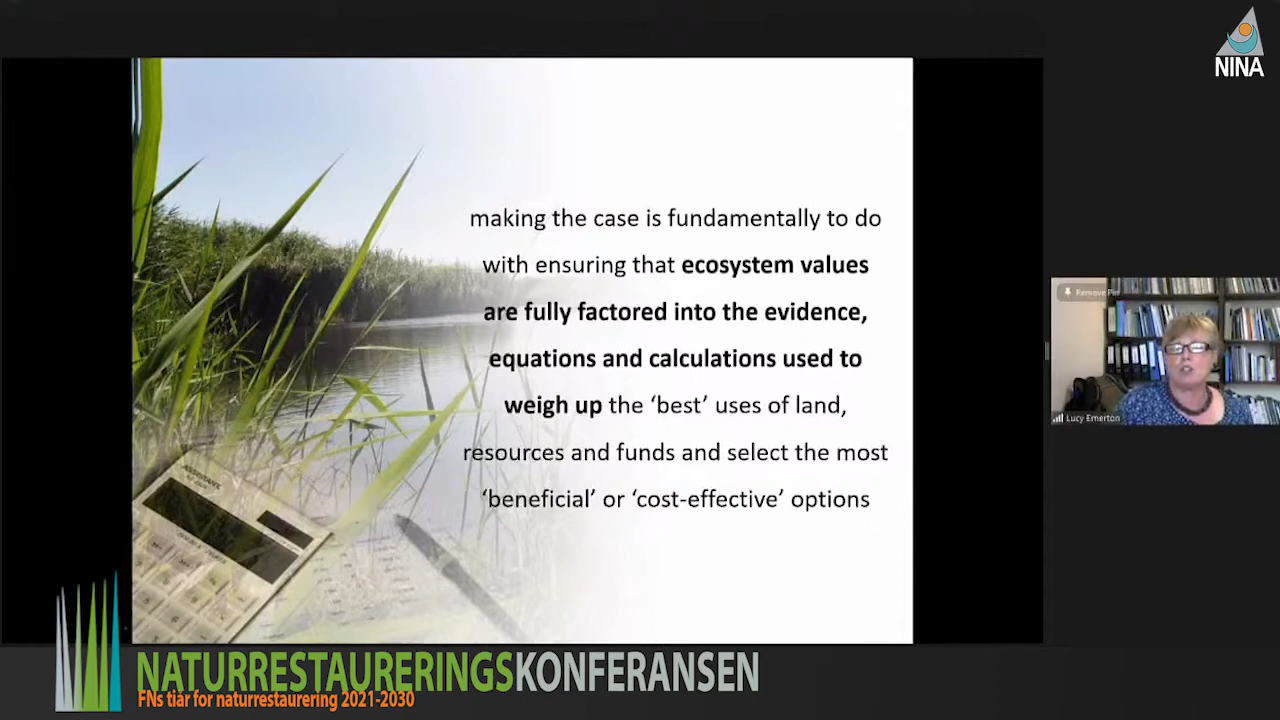 NINA
making the case is fundamentally to do
with ensuring that ecosystem values
are fully factored into the evidence,
equations and calculations used to
weigh up the ‘best’ uses of land,
resources and funds and select the most
‘beneficial’ or ‘cost-effective’ options
Remove Pin
Lucy Emerton
NATURRESTAURERINGSKONFERANSEN
FNs tiår for naturrestaurering 2021-2030